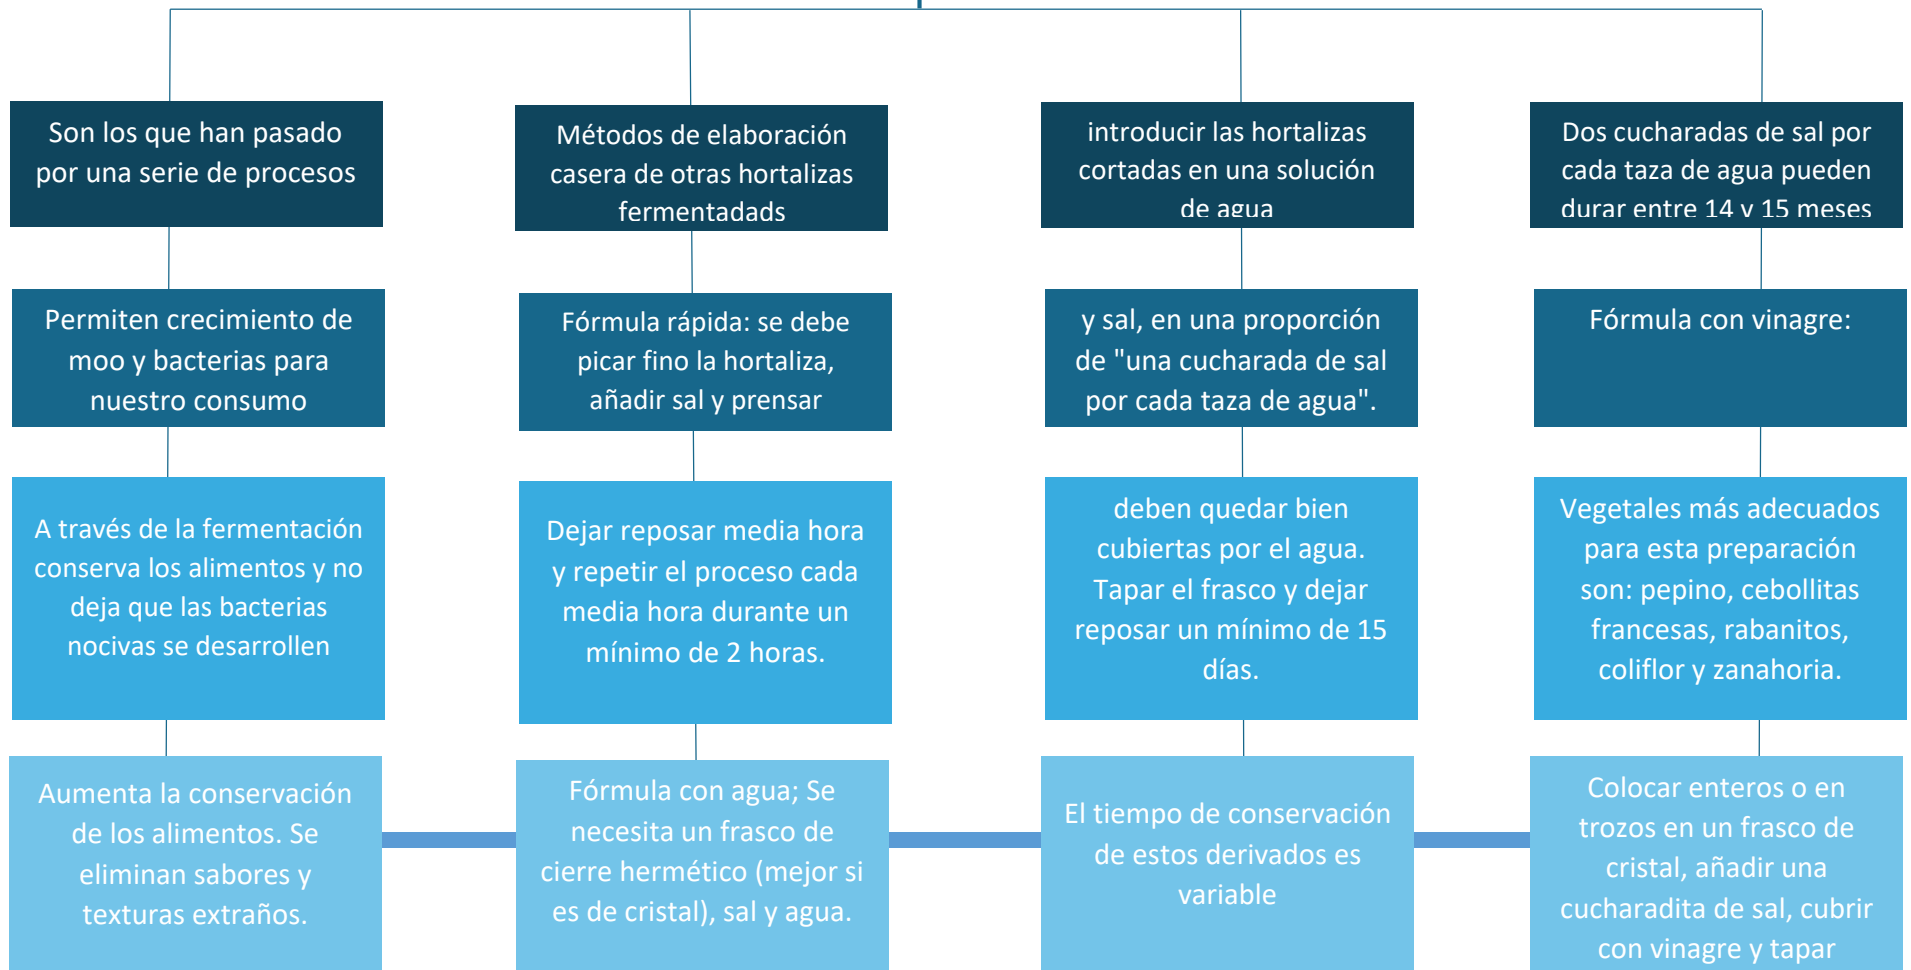 Son los que han pasado
por una serie de procesos
Permiten crecimiento de
moo y bacterias para
nuestro consumo
A través de la fermentación
conserva los alimentos y no
deja que las bacterias
nocivas se desarrollen
Aumenta la conservación
de los alimentos. Se
eliminan sabores y
texturas extraños.
Métodos de elaboración
casera de otras hortalizas
fermentadads
Fórmula rápida: se debe
picar fino la hortaliza,
añadir sal y prensar
Dejar reposar media hora
y repetir el proceso cada
media hora durante un
mínimo de 2 horas.
Fórmula con agua; Se
necesita un frasco de
cierre hermético (mejor si
es de cristal), sal y agua.
introducir las hortalizas
cortadas en una solución
de agua
y sal, en una proporción
de "una cucharada de sal
por cada taza de agua".
deben quedar bien
cubiertas por el agua.
Tapar el frasco y dejar
reposar un mínimo de 15
días.
El tiempo de conservación
de estos derivados es
variable
Dos cucharadas de sal por
cada taza de agua pueden
durar entre 14 y 15 meses
Fórmula con vinagre:
Vegetales más adecuados
para esta preparación
son: pepino, cebollitas
francesas, rabanitos,
coliflor y zanahoria.
Colocar enteros o en
trozos en un frasco de
cristal, añadir una
cucharadita de sal, cubrir
con vinagre y tapar